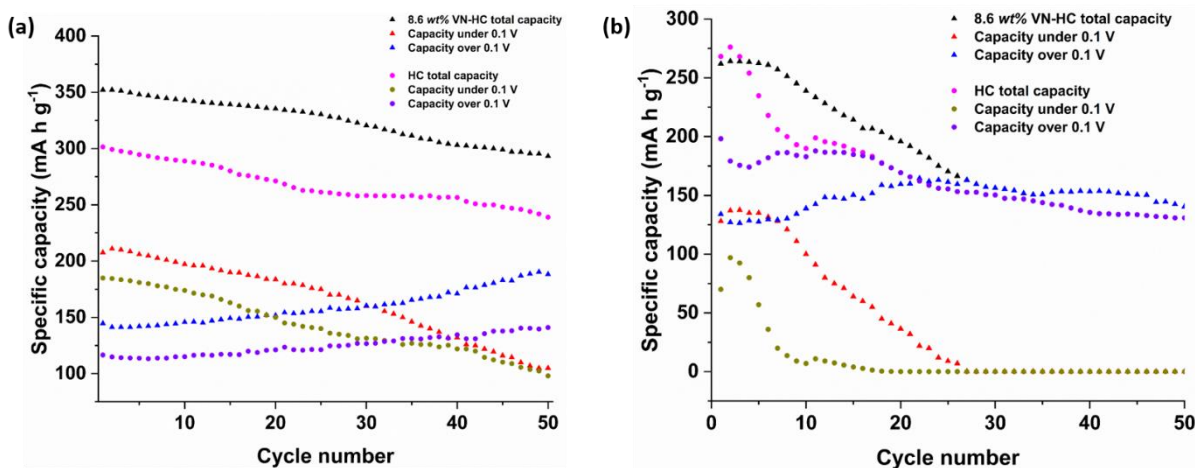 (a)
8.6 wt% VN-HC total capacity
Capacity under 0.1 V
Capacity over 0.1 V
HC total capacity
Capacity under 0.1 V
Capacity over 0.1 V
Specific capacity (mA h g-1)
400
350
300
250
200
150
100
10
20
30
40
50
Cycle number
(b)
8.6 wt% VN-HC total capacity
Capacity under 0.1 V
Capacity over 0.1 V
HC total capacity
Capacity under 0.1 V
Capacity over 0.1 V
Specific capacity (mA h g-1)
300
250
200
150
100
50
0
0
10
20
30
40
50
Cycle number